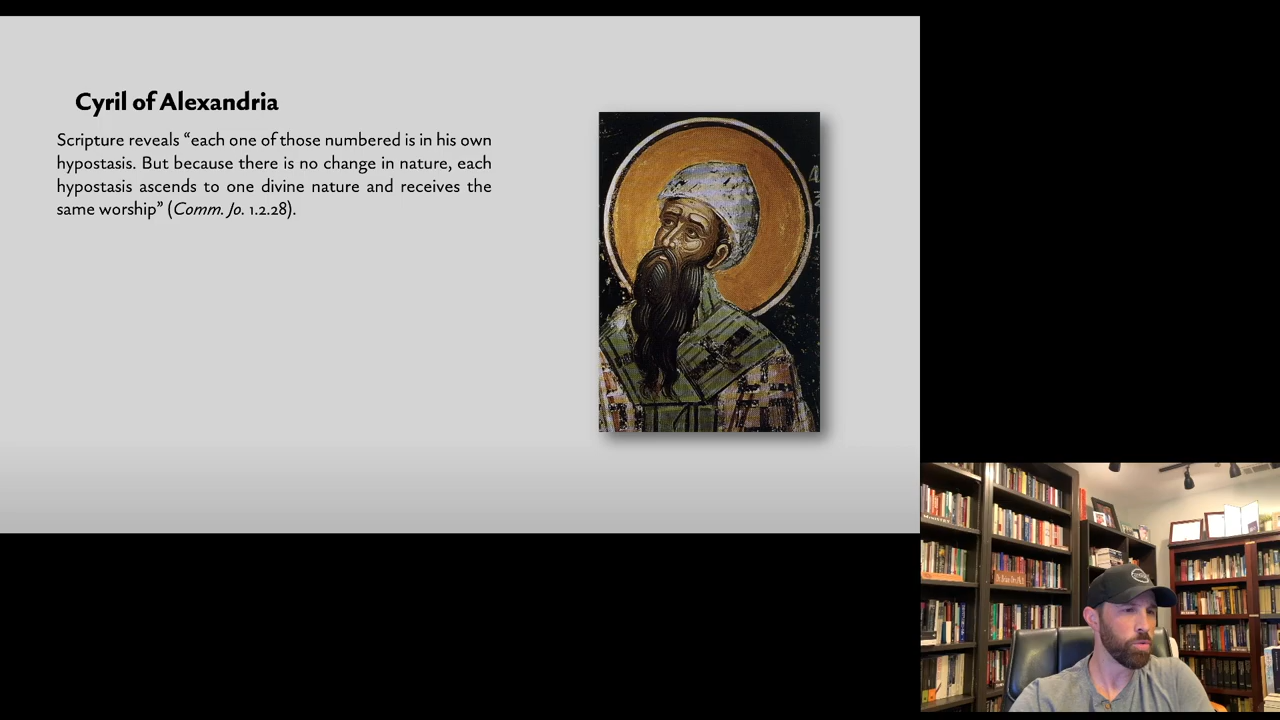 Cyril of Alexandria
Scripture reveals “each one of those numbered is in his own
hypostasis. But because there is no change in nature, each
hypostasis ascends to one divine nature and receives the
same worship” (Comm. Jo. 1.2.28).
MINISTRY